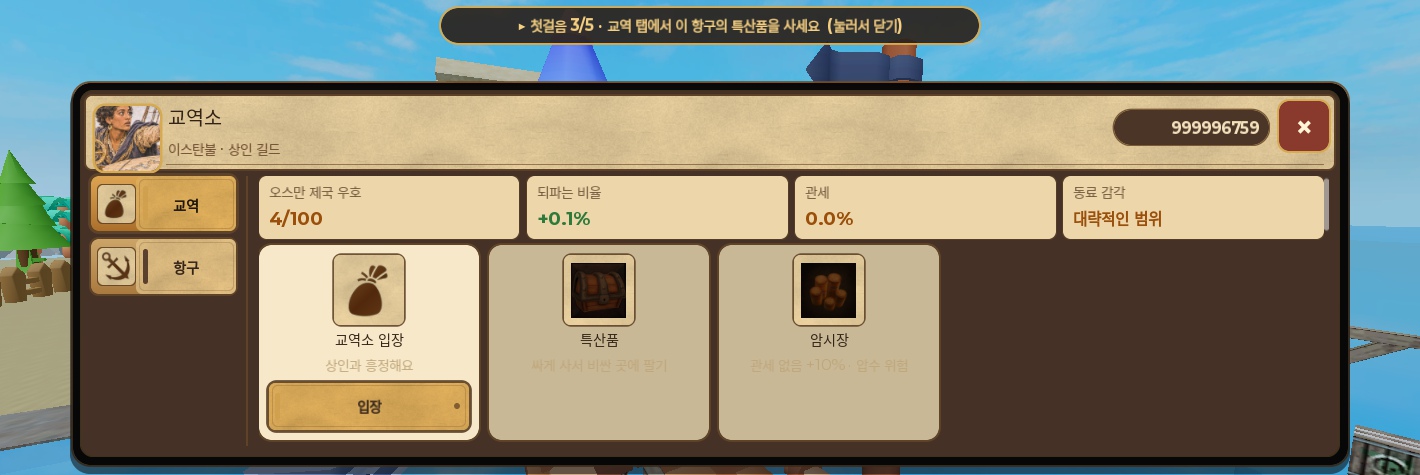 ▸ 첫걸음 3/5 · 교역 탭에서 이 항구의 특산품을 사세요 (눌러서 닫기)
교역소
이스탄불 · 상인 길드
999996759
×
교역
항구
오스만 제국 우호
4/100
되파는 비율
+0.1%
관세
0.0%
동료 감각
대략적인 범위
교역소 입장
상인과 흥정해요
입장
특산품
싸게 사서 비싼 곳에 팔기
암시장
관세 없음 +10% · 압수 위험